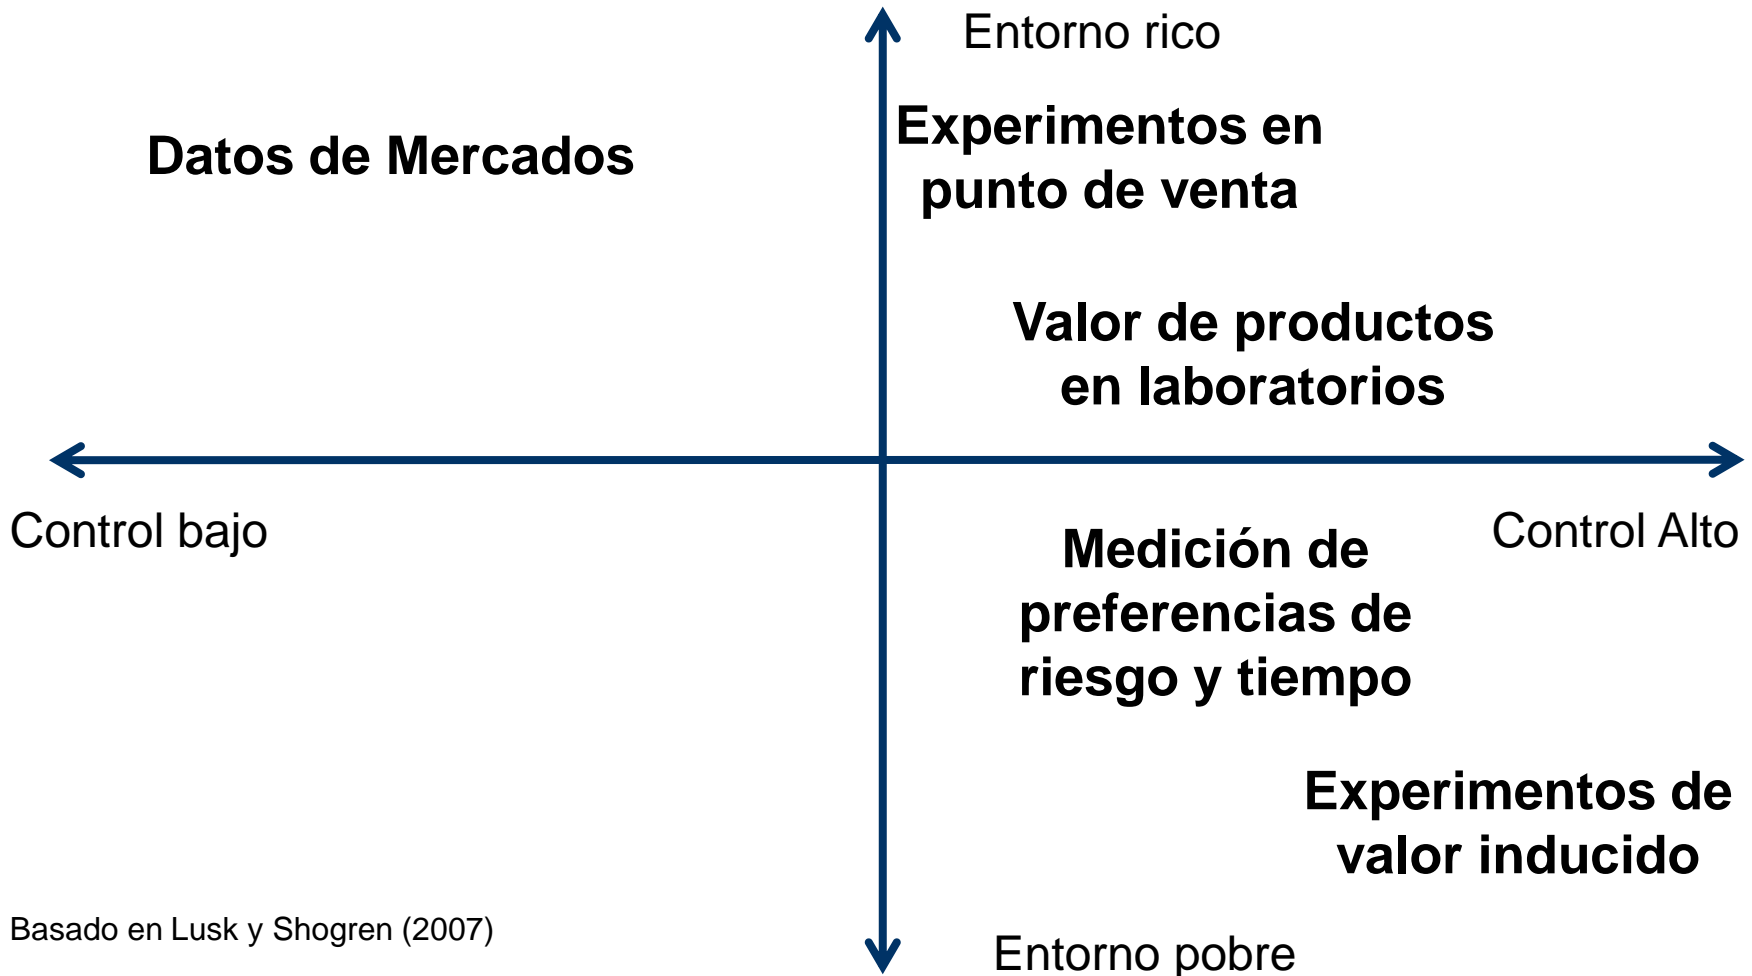 Entorno rico
Datos de Mercados
Experimentos en
punto de venta
Valor de productos
en laboratorios
Control bajo
Control Alto
Medición de
preferencias de
riesgo y tiempo
Experimentos de
valor inducido
Basado en Lusk y Shogren (2007)
Entorno pobre